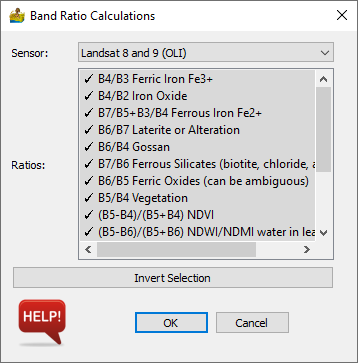 Band Ratio Calculations
Sensor: Landsat 8 and 9 (OLI)
Ratios:
✓ B4/B3 Ferric Iron Fe3+
✓ B4/B2 Iron Oxide
✓ B7/B5+B3/B4 Ferrous Iron Fe2+
✓ B6/B7 Laterite or Alteration
✓ B6/B4 Gossan
✓ B7/B6 Ferrous Silicates (biotite, chloride, a
✓ B6/B5 Ferric Oxides (can be ambiguous)
✓ B5/B4 Vegetation
✓ (B5-B4)/(B5+B4) NDVI
✓ (B5-B6)/(B5+B6) NDWI/NDMI water in lea
Invert Selection
HELP!
OK Cancel